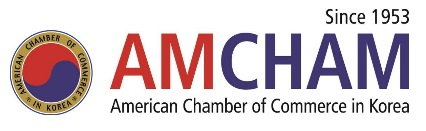 Since 1953
AMERICAN CHAMBER OF COMMERCE
IN KOREA
AMCHAM
American Chamber of Commerce in Korea